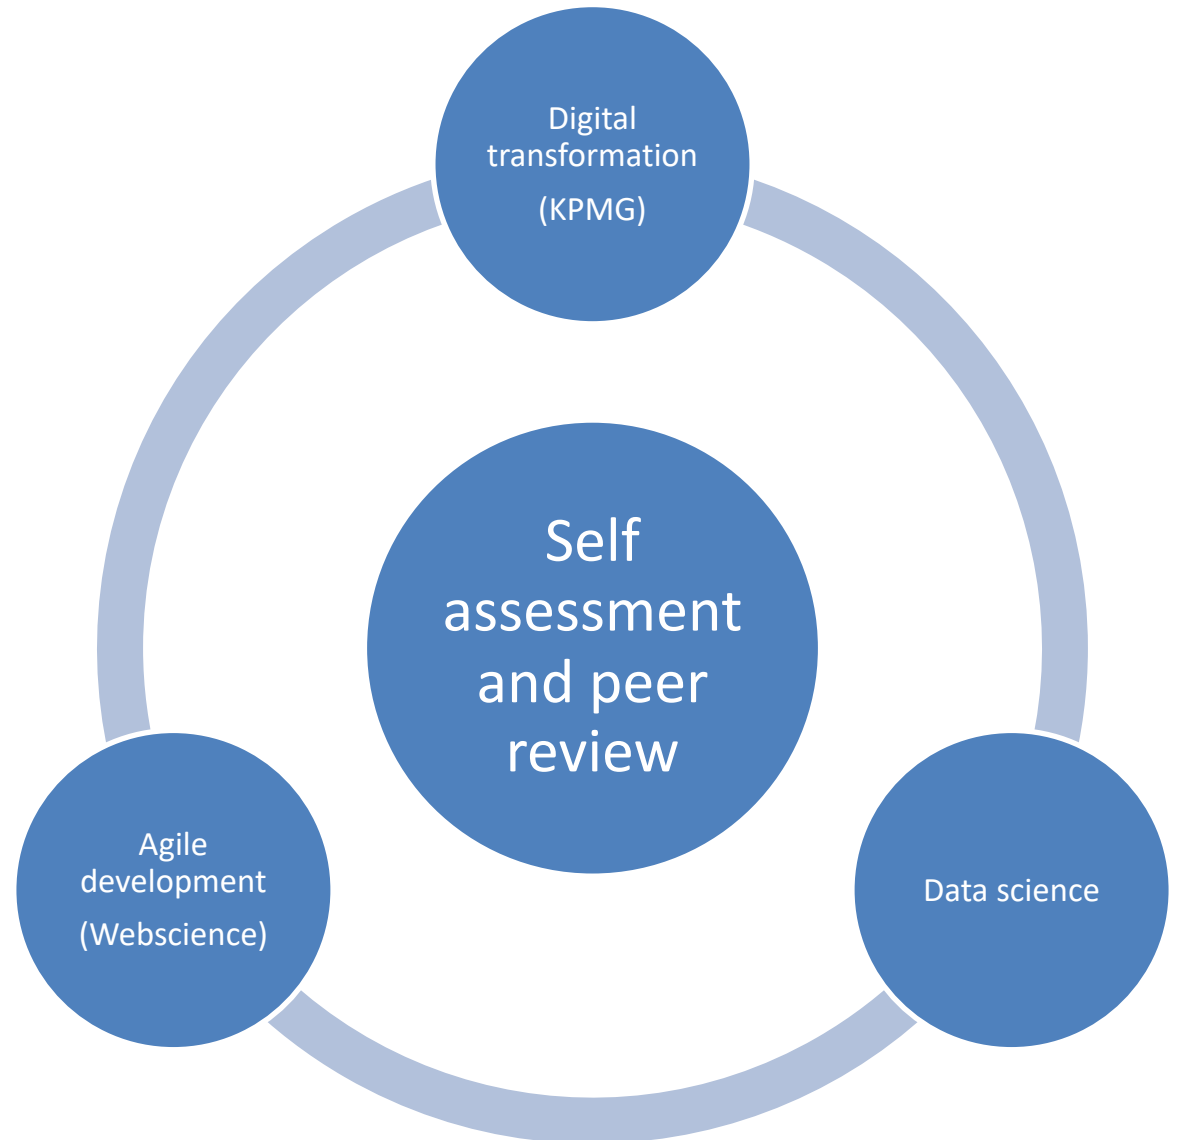 Digital
transformation
(KPMG)
Self
assessment
and peer
review
Agile
development
(Webscience)
Data science